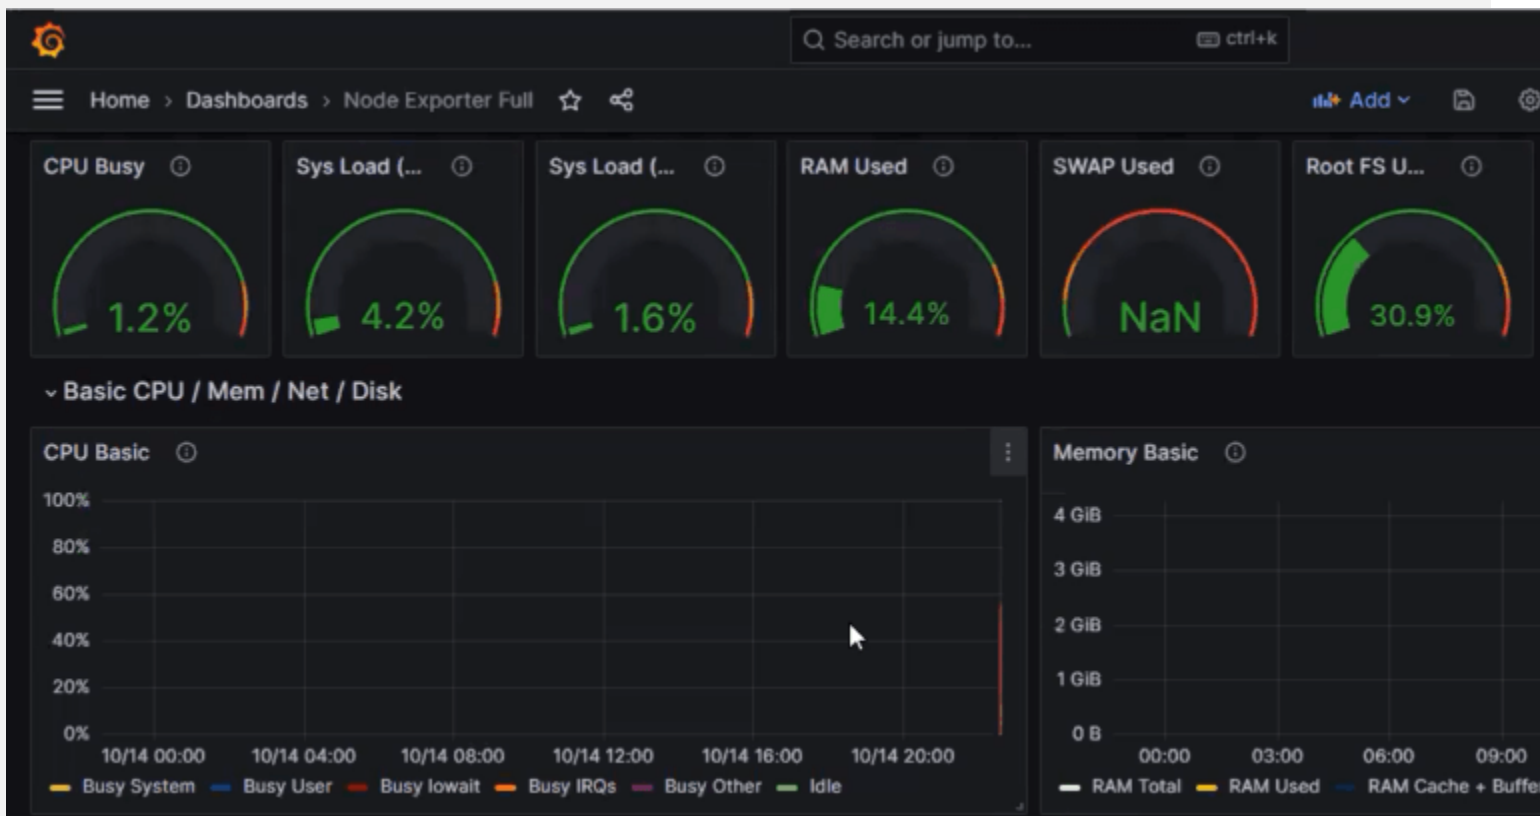 Search or jump to... ctrl+k
Home › Dashboards › Node Exporter Full Add
CPU Busy Sys Load (... Sys Load (... RAM Used SWAP Used Root FS U...
1.2% 4.2% 1.6% 14.4% NaN 30.9%
Basic CPU / Mem / Net / Disk
CPU Basic
100%
80%
60%
40%
20%
0%
10/14 00:00 10/14 04:00 10/14 08:00 10/14 12:00 10/14 16:00 10/14 20:00
Busy System Busy User Busy Iowait Busy IRQs Busy Other Idle
Memory Basic
4 GiB
3 GiB
2 GiB
1 GiB
0 B
00:00 03:00 06:00 09:00
RAM Total RAM Used RAM Cache + Buffe